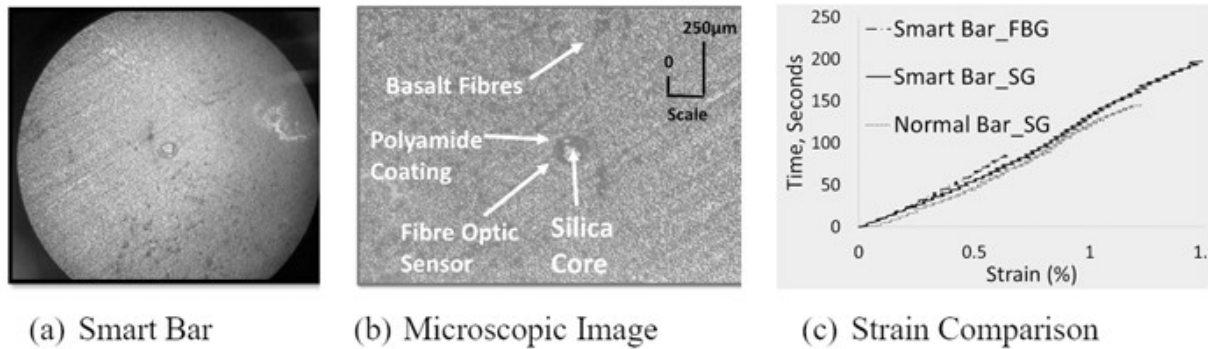 250μm
0
Scale
Basalt Fibres
Polyamide
Coating
Fibre Optic
Sensor
Silica
Core
250
200
150
100
50
0
Time, Seconds
Smart Bar_FBG
Smart Bar_SG
Normal Bar_SG
0
0.5
1
1.
Strain (%)
(a) Smart Bar
(b) Microscopic Image
(c) Strain Comparison